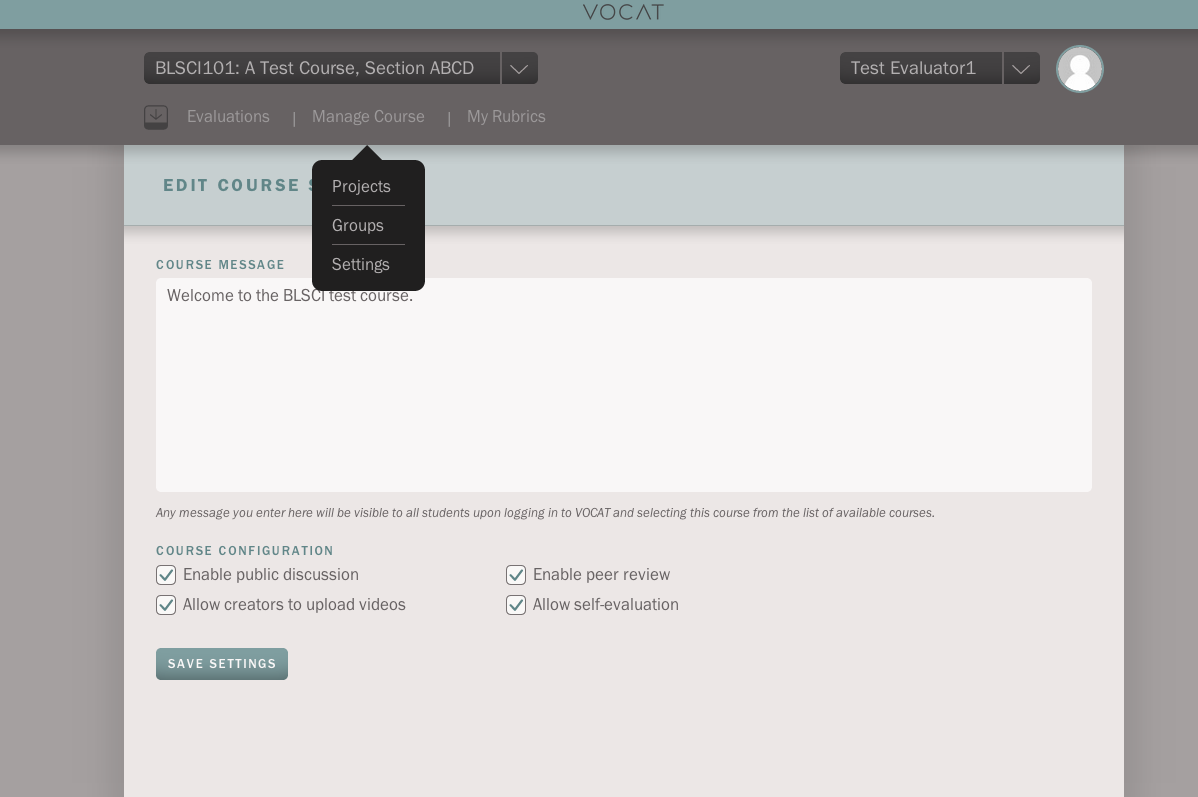 VOCAT
BLSCI101: A Test Course, Section ABCD
Test Evaluator1
Evaluations | Manage Course | My Rubrics
EDIT COURSE
Projects
Groups
Settings
COURSE MESSAGE
Welcome to the BLSCI test course.
Any message you enter here will be visible to all students upon logging in to VOCAT and selecting this course from the list of available courses.
COURSE CONFIGURATION
Enable public discussion
Enable peer review
Allow creators to upload videos
Allow self-evaluation
SAVE SETTINGS